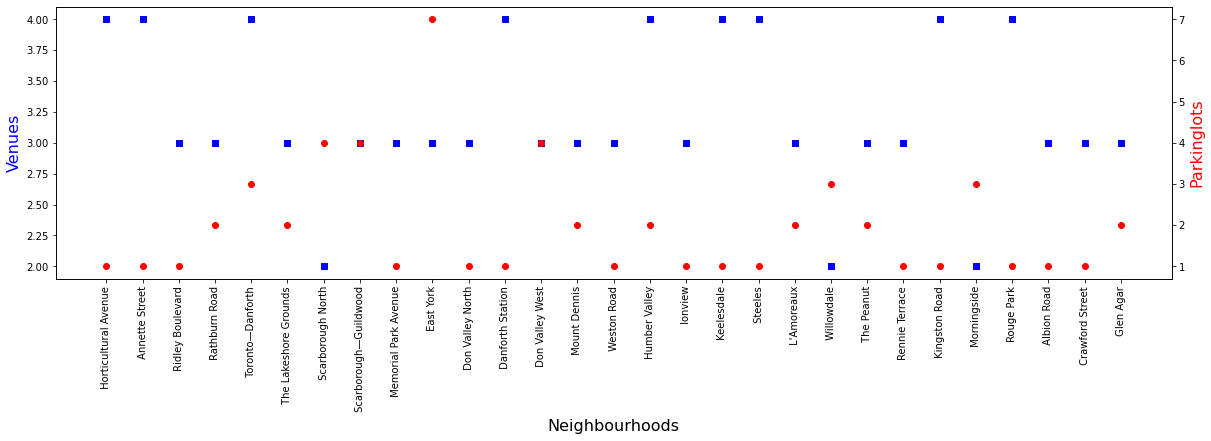 4.00
3.75
3.50
3.25
3.00
2.75
2.50
2.25
2.00
Venues
7
6
5
4
3
2
1
Parkinglots
Horticultural Avenue
Annette Street
Ridley Boulevard
Rathburn Road
Toronto—Danforth
The Lakeshore Grounds
Scarborough North
Scarborough—Guildwood
Memorial Park Avenue
East York
Don Valley North
Danforth Station
Don Valley West
Mount Dennis
Weston Road
Humber Valley
Ionview
Keelesdale
Steeles
L'Amoreaux
Willowdale
The Peanut
Rennie Terrace
Kingston Road
Morningside
Rouge Park
Albion Road
Crawford Street
Glen Agar
Neighbourhoods